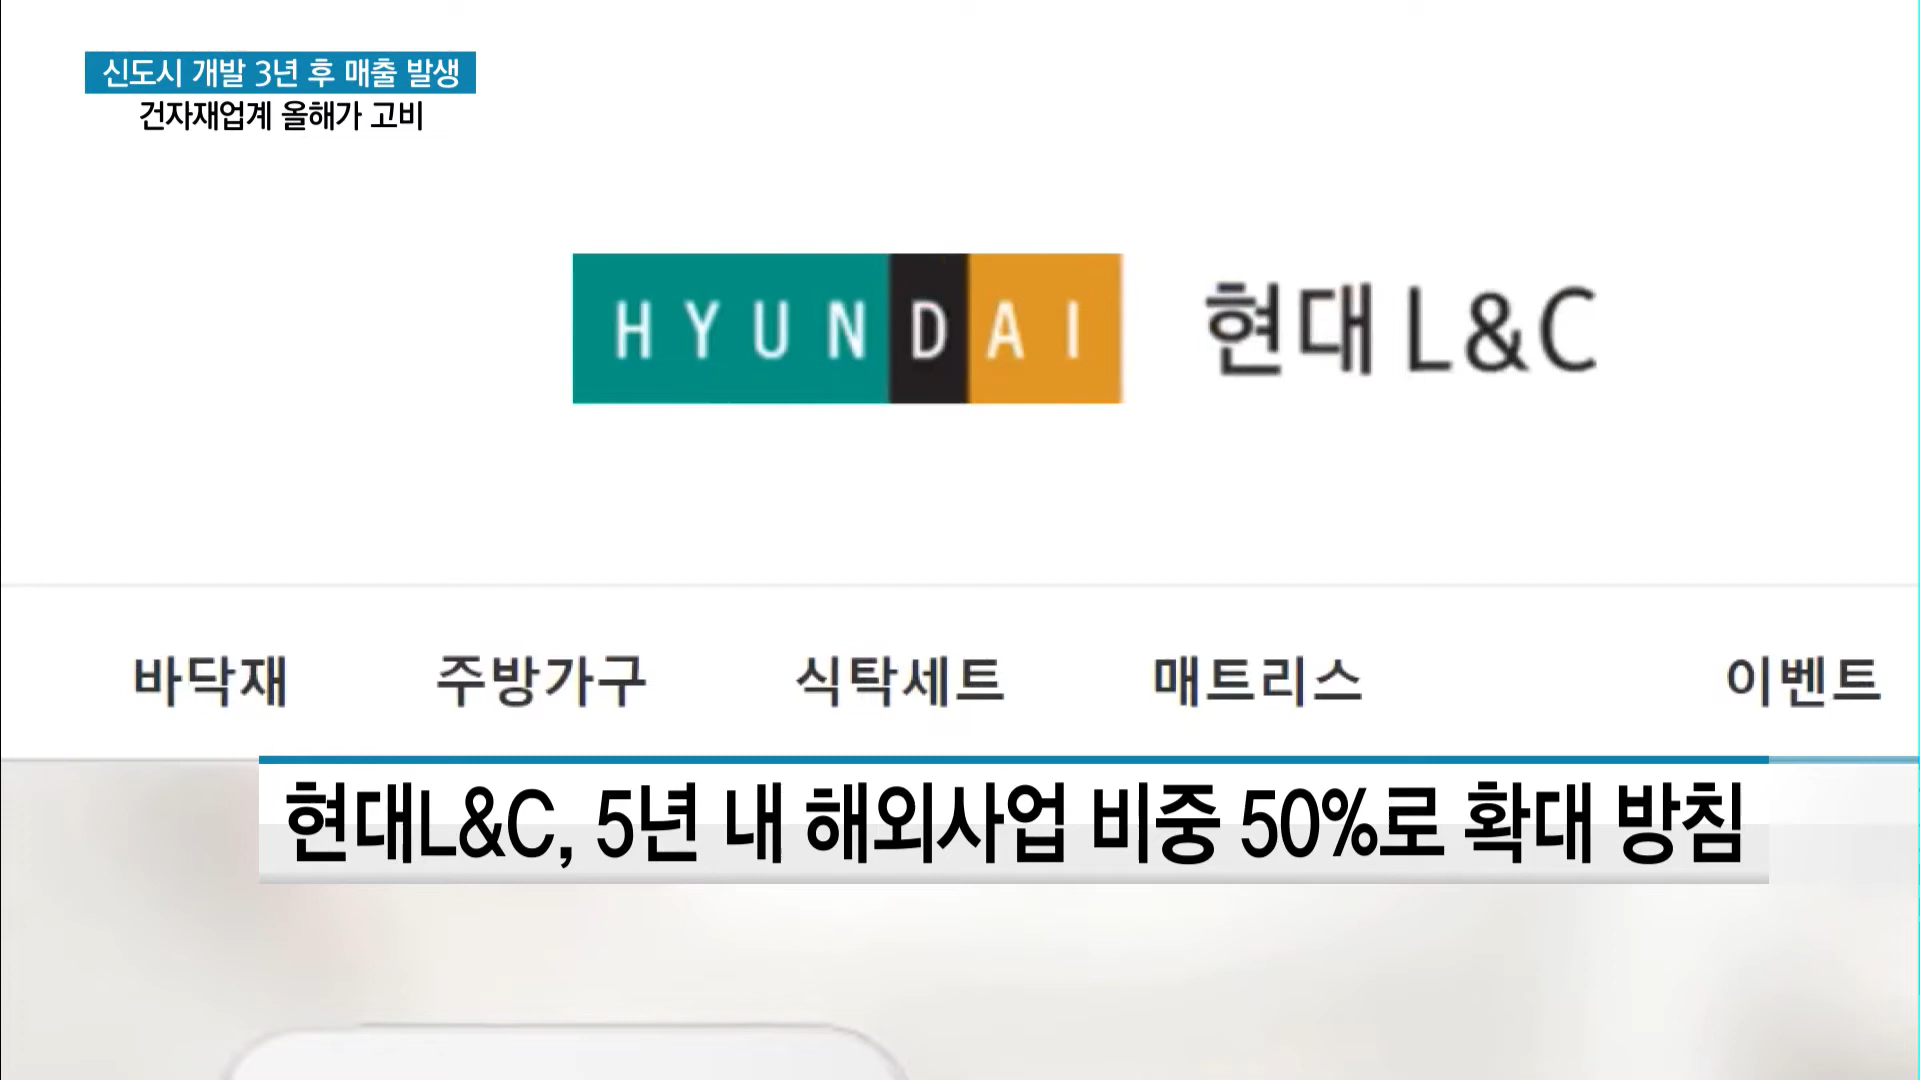 신도시 개발 3년 후 매출 발생
건자재업계 올해가 고비
HYUNDAI 현대 L&C
바닥재 주방가구 식탁세트 매트리스 이벤트
현대L&C, 5년 내 해외사업 비중 50%로 확대 방침